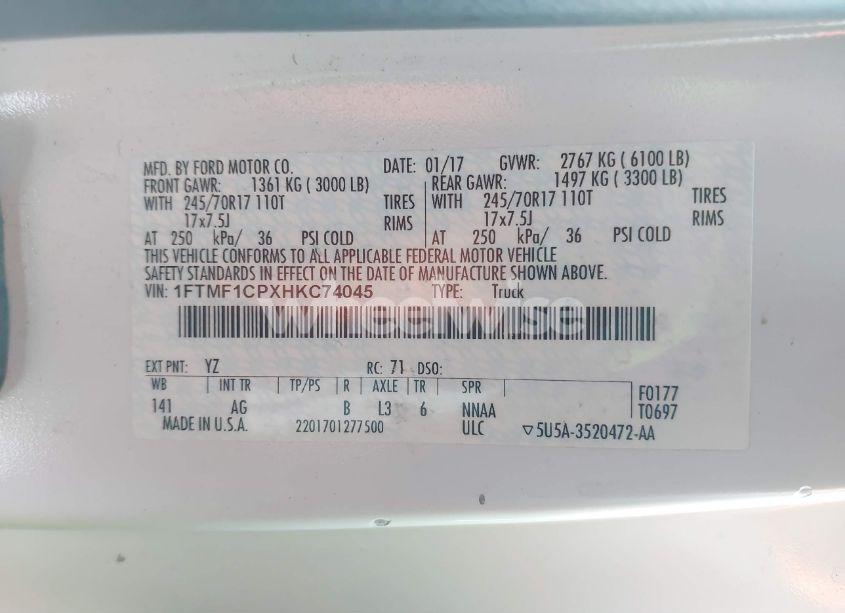 MFD. BY FORD MOTOR CO. DATE: 01/17 GVWR: 2767 KG ( 6100 LB)
FRONT GAWR: 1361 KG ( 3000 LB) REAR GAWR: 1497 KG ( 3300 LB)
WITH 245/70R17 110T TIRES WITH 245/70R17 110T TIRES
17x7.5J RIMS 17x7.5J RIMS
AT 250 kPa/ 36 PSI COLD AT 250 kPa/ 36 PSI COLD
THIS VEHICLE CONFORMS TO ALL APPLICABLE FEDERAL MOTOR VEHICLE
SAFETY STANDARDS IN EFFECT ON THE DATE OF MANUFACTURE SHOWN ABOVE.
VIN: 1FTMF1CPXHKC74045 TYPE: Truck
wheelwise
EXT PNT: YZ RC: 71 DSO:
WB INT TR TP/PS R AXLE TR SPR F0177
141 AG B L3 6 NNAA T0697
MADE IN U.S.A. 2201701277500 ULC ▽5U5A-3520472-AA